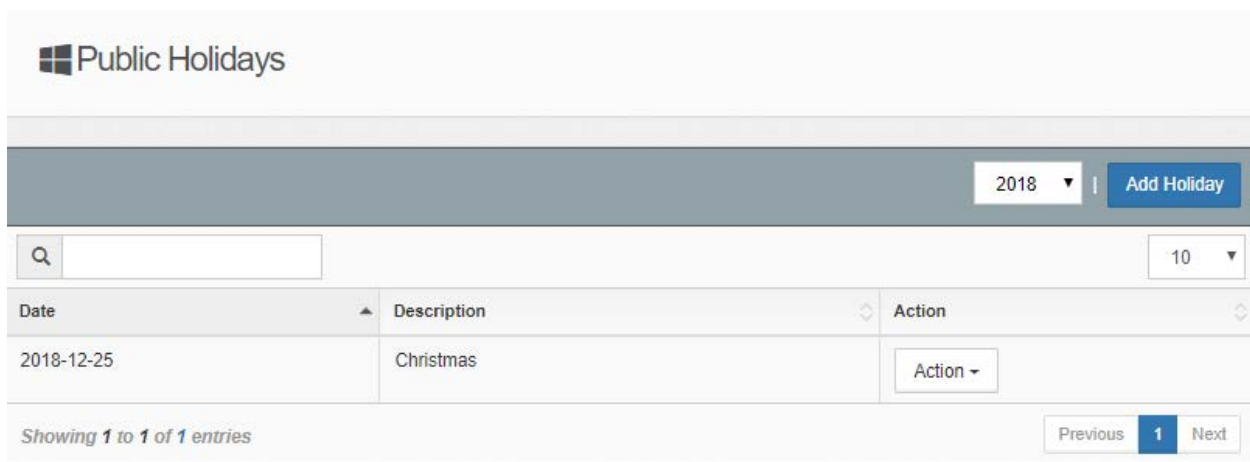 Public Holidays
2018 | Add Holiday
10
Date Description Action
2018-12-25 Christmas Action
Showing 1 to 1 of 1 entries Previous 1 Next